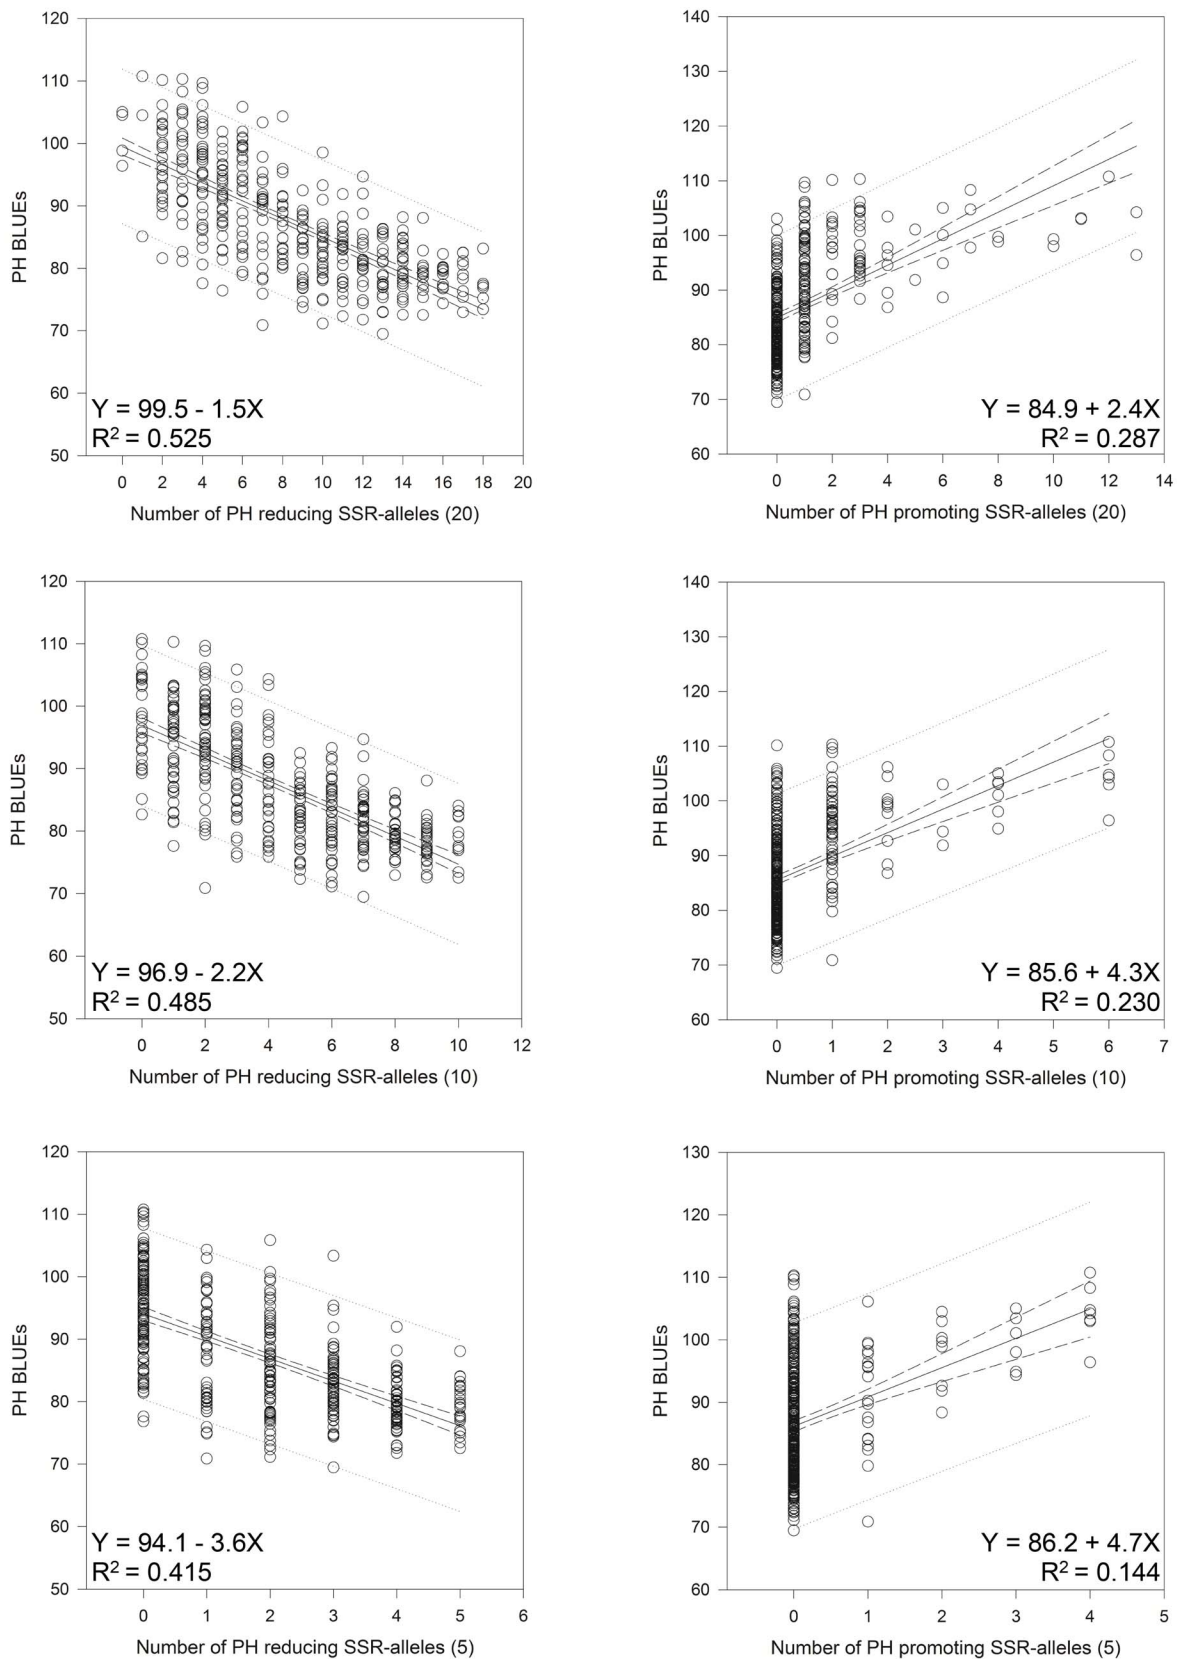 120
110
100
90
80
70
60
50
PH BLUEs
Y = 99.5 - 1.5X
R² = 0.525
0 2 4 6 8 10 12 14 16 18 20
Number of PH reducing SSR-alleles (20)
140
130
120
110
100
90
80
70
60
PH BLUEs
Y = 84.9 + 2.4X
R² = 0.287
0 2 4 6 8 10 12 14
Number of PH promoting SSR-alleles (20)
120
110
100
90
80
70
60
50
PH BLUEs
Y = 96.9 - 2.2X
R² = 0.485
0 2 4 6 8 10 12
Number of PH reducing SSR-alleles (10)
140
130
120
110
100
90
80
70
60
PH BLUEs
Y = 85.6 + 4.3X
R² = 0.230
0 1 2 3 4 5 6 7
Number of PH promoting SSR-alleles (10)
120
110
100
90
80
70
60
50
PH BLUEs
Y = 94.1 - 3.6X
R² = 0.415
0 1 2 3 4 5 6
Number of PH reducing SSR-alleles (5)
130
120
110
100
90
80
70
60
PH BLUEs
Y = 86.2 + 4.7X
R² = 0.144
0 1 2 3 4 5
Number of PH promoting SSR-alleles (5)